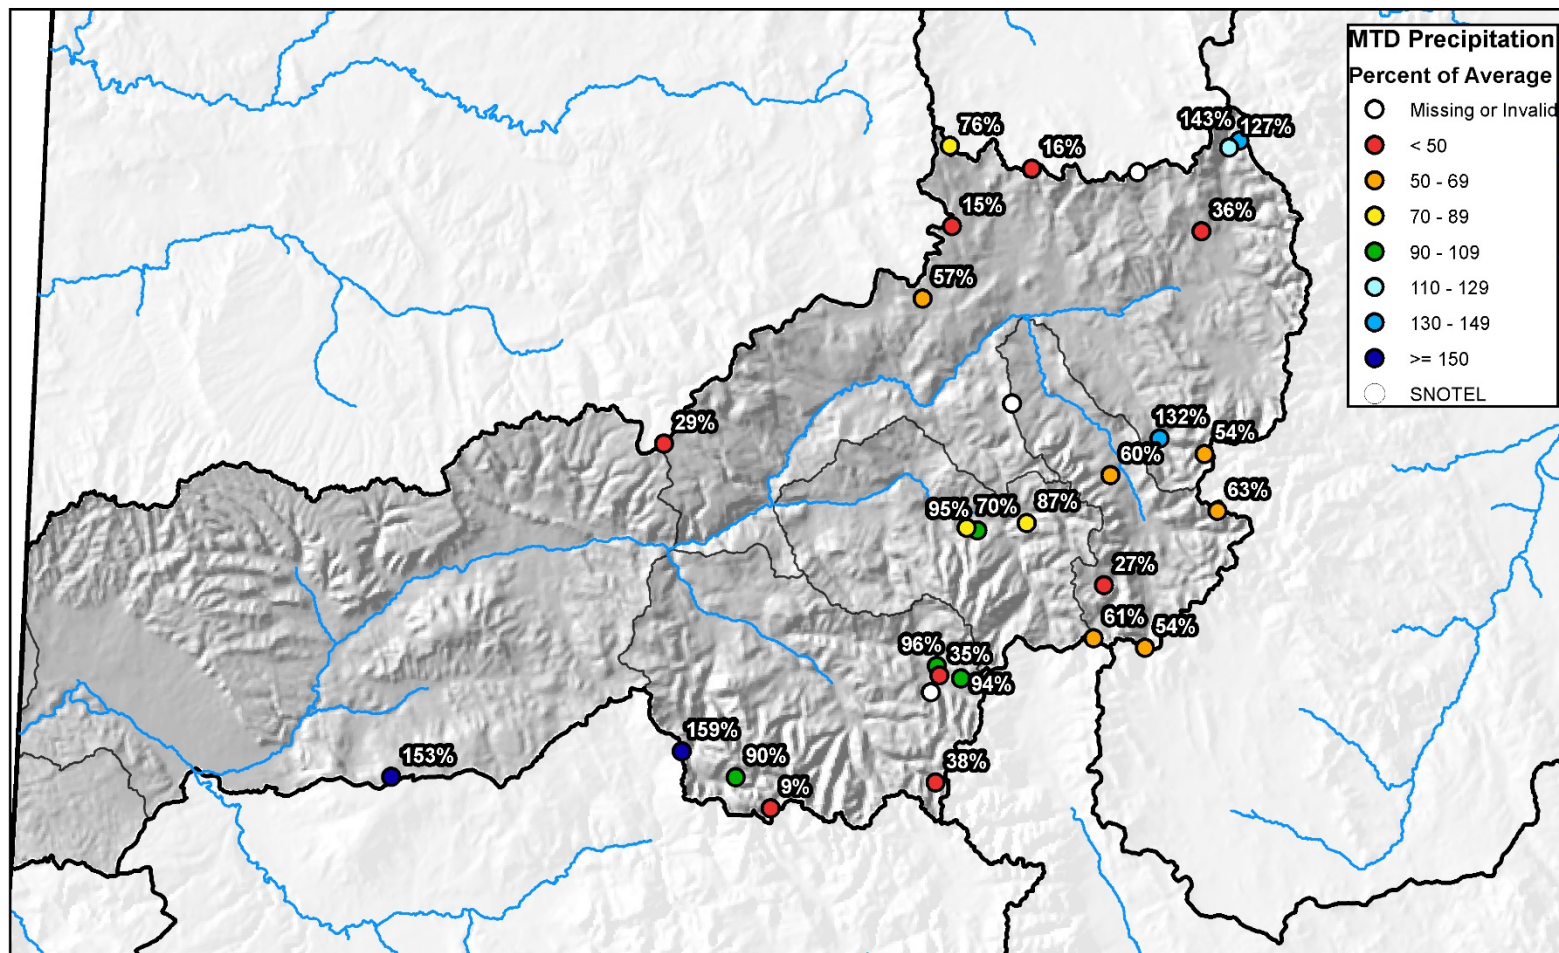 MTD Precipitation
Percent of Average
Missing or Invalid
< 50
50 - 69
70 - 89
90 - 109
110 - 129
130 - 149
>= 150
SNOTEL
143% 127%
76%
16%
15%
36%
57%
29%
132%
54%
60%
63%
95% 70% 87%
27%
61%
54%
96% 35%
94%
159%
153%
90%
38%
9%